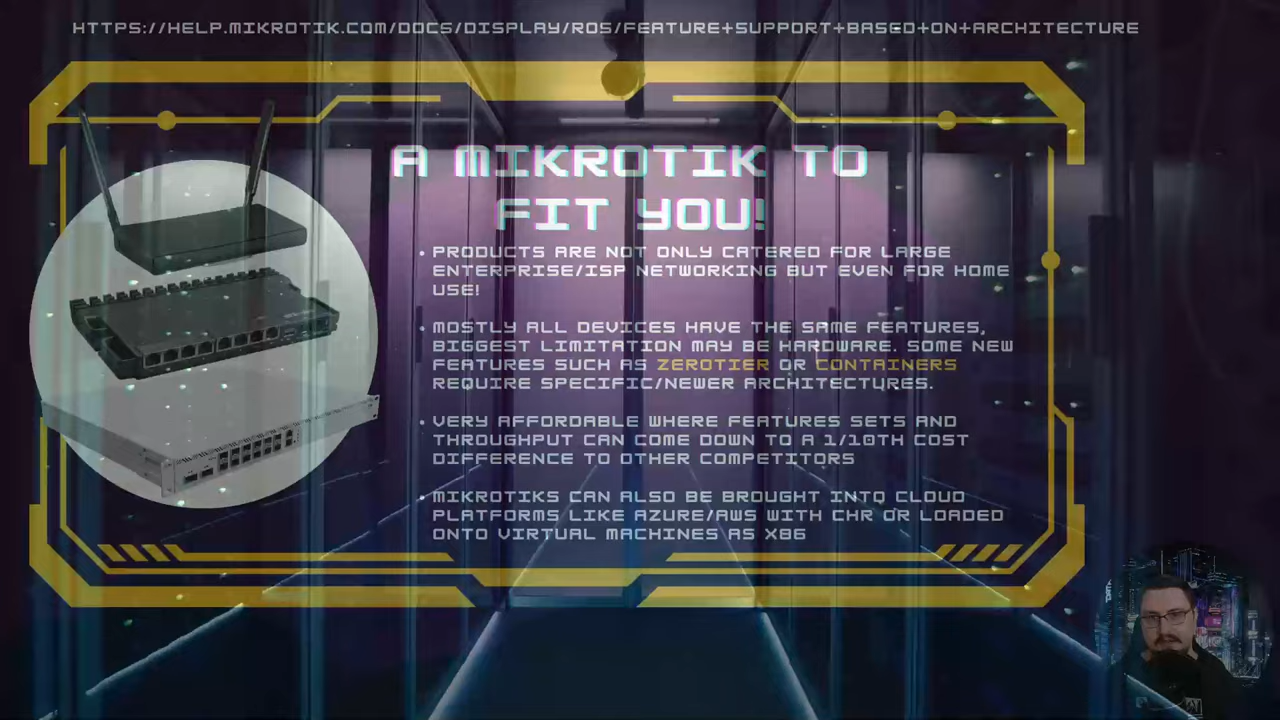 HTTPS://HELP.MIKROTIK.COM/DOCS/DISPLAY/ROS/FEATURE+SUPPORT+BASED+ON+ARCHITECTURE
A MIKROTIK TO
FIT YOU!
• PRODUCTS ARE NOT ONLY CATERED FOR LARGE
ENTERPRISE/ISP NETWORKING BUT EVEN FOR HOME
USE!
• MOSTLY ALL DEVICES HAVE THE SAME FEATURES,
BIGGEST LIMITATION MAY BE HARDWARE. SOME NEW
FEATURES SUCH AS ZEROTIER OR CONTAINERS
REQUIRE SPECIFIC/NEWER ARCHITECTURES.
• VERY AFFORDABLE WHERE FEATURES SETS AND
THROUGHPUT CAN COME DOWN TO A 1/10TH COST
DIFFERENCE TO OTHER COMPETITORS
• MIKROTIKS CAN ALSO BE BROUGHT INTO CLOUD
PLATFORMS LIKE AZURE/AWS WITH CHR OR LOADED
ONTO VIRTUAL MACHINES AS X86